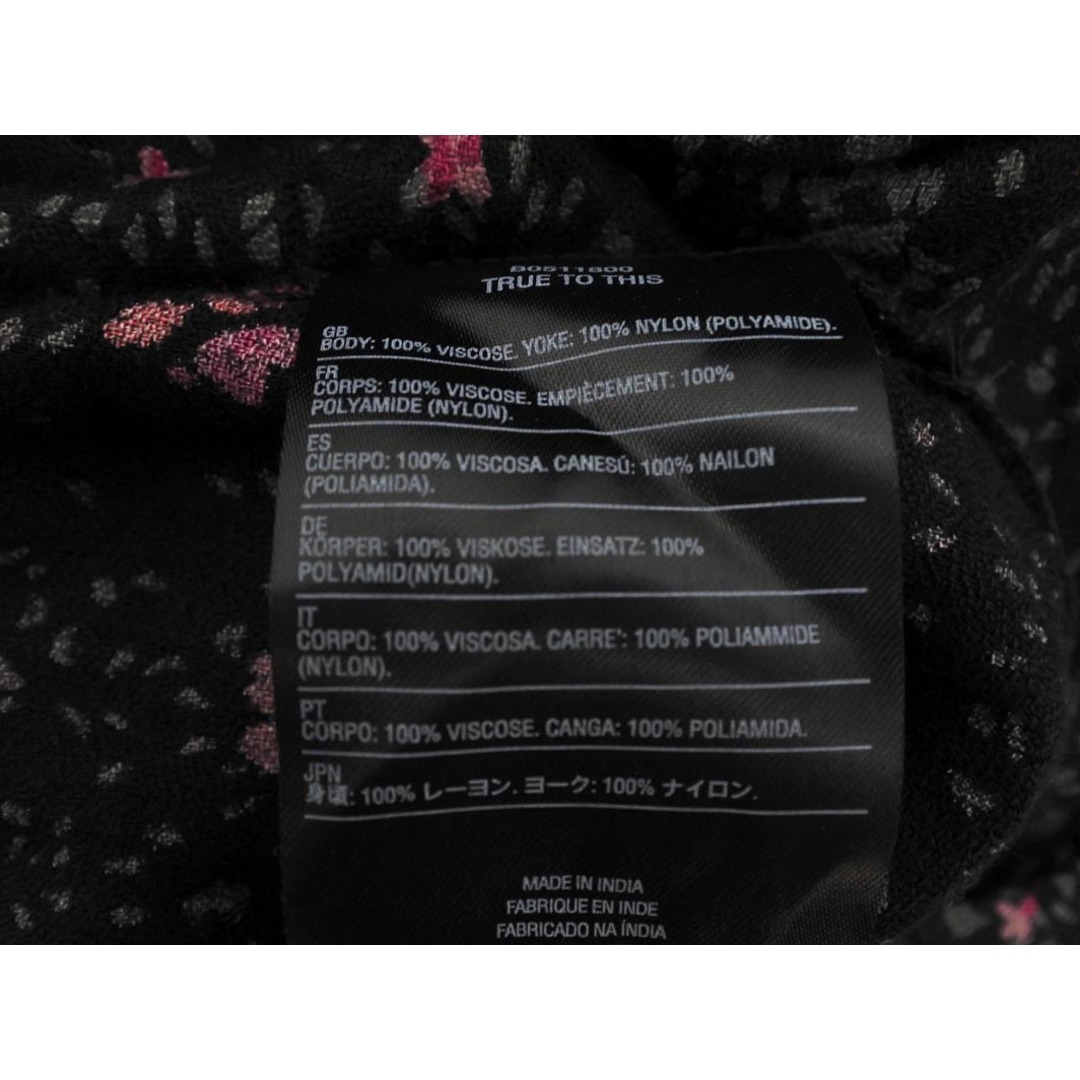 TRUE TO THIS
GB
BODY: 100% VISCOSE. YOKE: 100% NYLON (POLYAMIDE).
FR
CORPS: 100% VISCOSE. EMPIÈCEMENT: 100%
POLYAMIDE (NYLON).
ES
CUERPO: 100% VISCOSA. CANESÚ: 100% NAILON
(POLIAMIDA).
DE
KÖRPER: 100% VISKOSE. EINSATZ: 100%
POLYAMID(NYLON).
IT
CORPO: 100% VISCOSA. CARRE': 100% POLIAMMIDE
(NYLON).
PT
CORPO: 100% VISCOSE. CANGA: 100% POLIAMIDA.
JPN
身頃: 100% レーヨン. ヨーク: 100% ナイロン.
MADE IN INDIA
FABRIQUE EN INDE
FABRICADO NA ÍNDIA